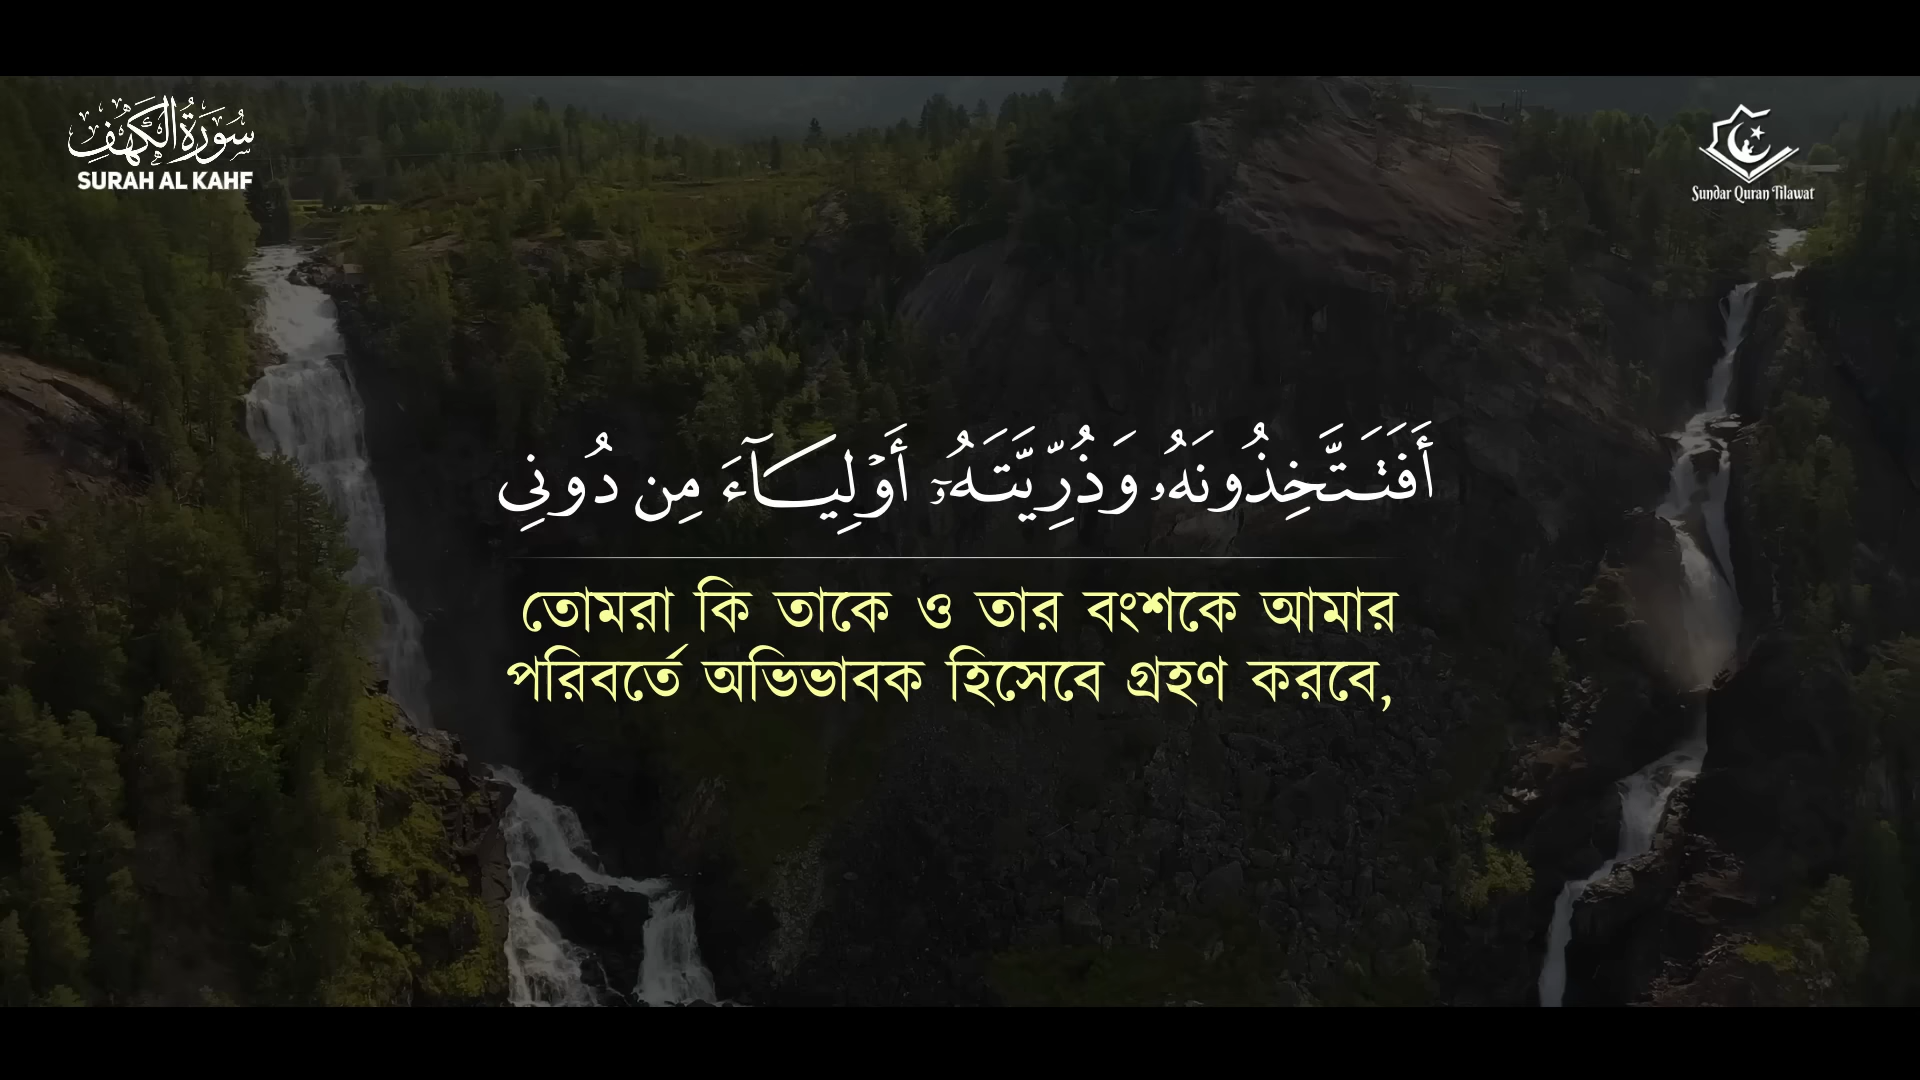 سُورَةُ الْكَهْفِ
SURAH AL KAHF
Sundar Quran Tilawat
أَفَتَتَّخِذُونَهُۥ وَذُرِّيَّتَهُۥٓ أَوْلِيَآءَ مِن دُونِى
তোমরা কি তাকে ও তার বংশকে আমার
পরিবর্তে অভিভাবক হিসেবে গ্রহণ করবে,